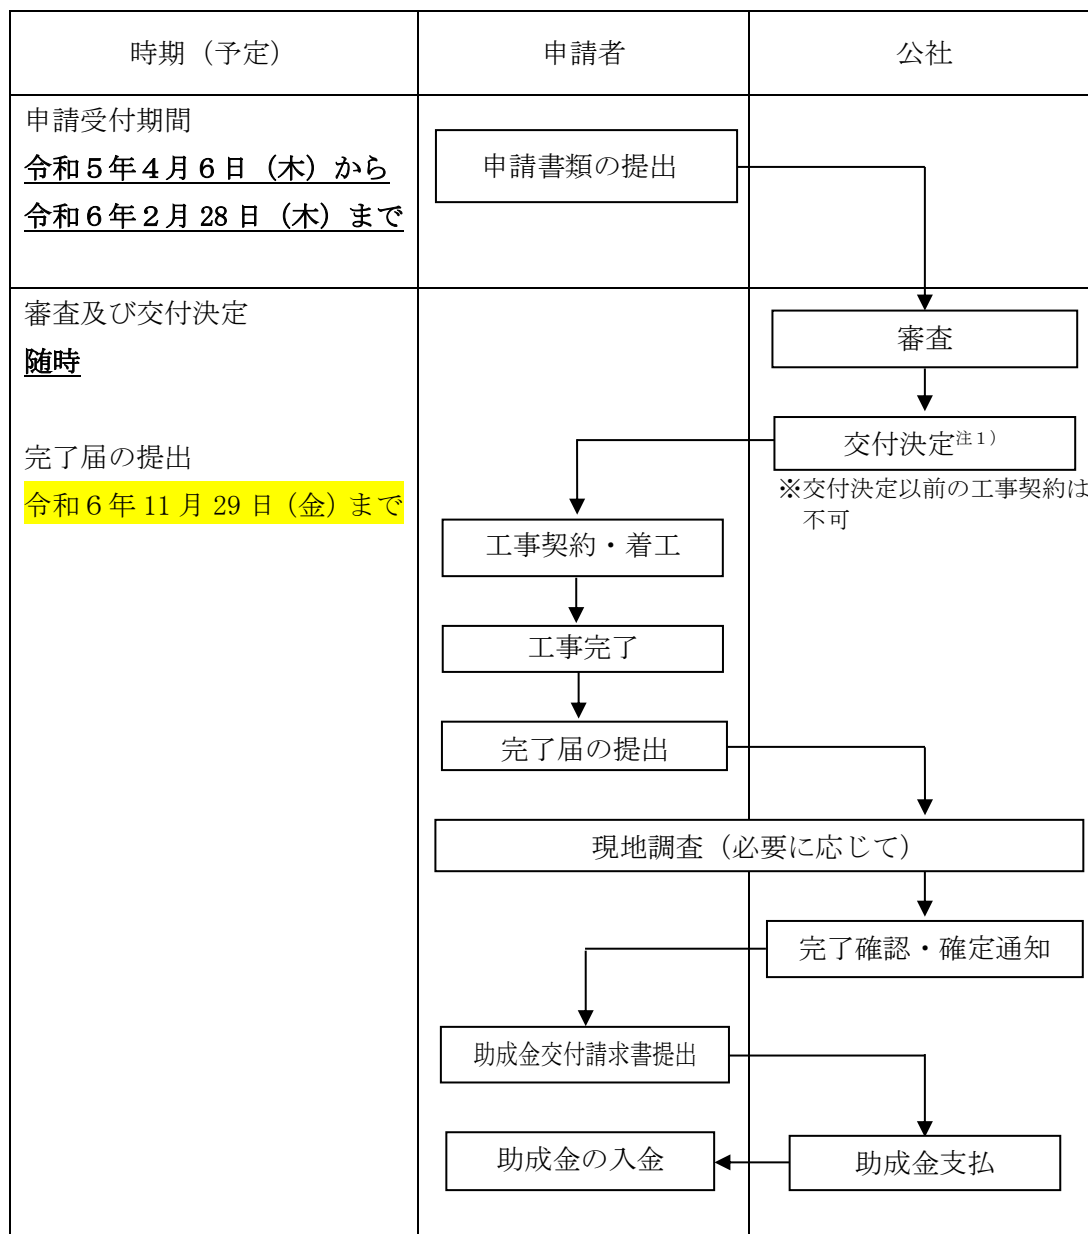 時期（予定）
申請者
公社
申請受付期間
令和５年４月６日（木）から
令和６年２月 28 日（木）まで
申請書類の提出
審査及び交付決定
随時
完了届の提出
令和６年 11 月 29 日（金）まで
審査
交付決定注１）
※交付決定以前の工事契約は
不可
工事契約・着工
工事完了
完了届の提出
現地調査（必要に応じて）
完了確認・確定通知
助成金交付請求書提出
助成金の入金
助成金支払